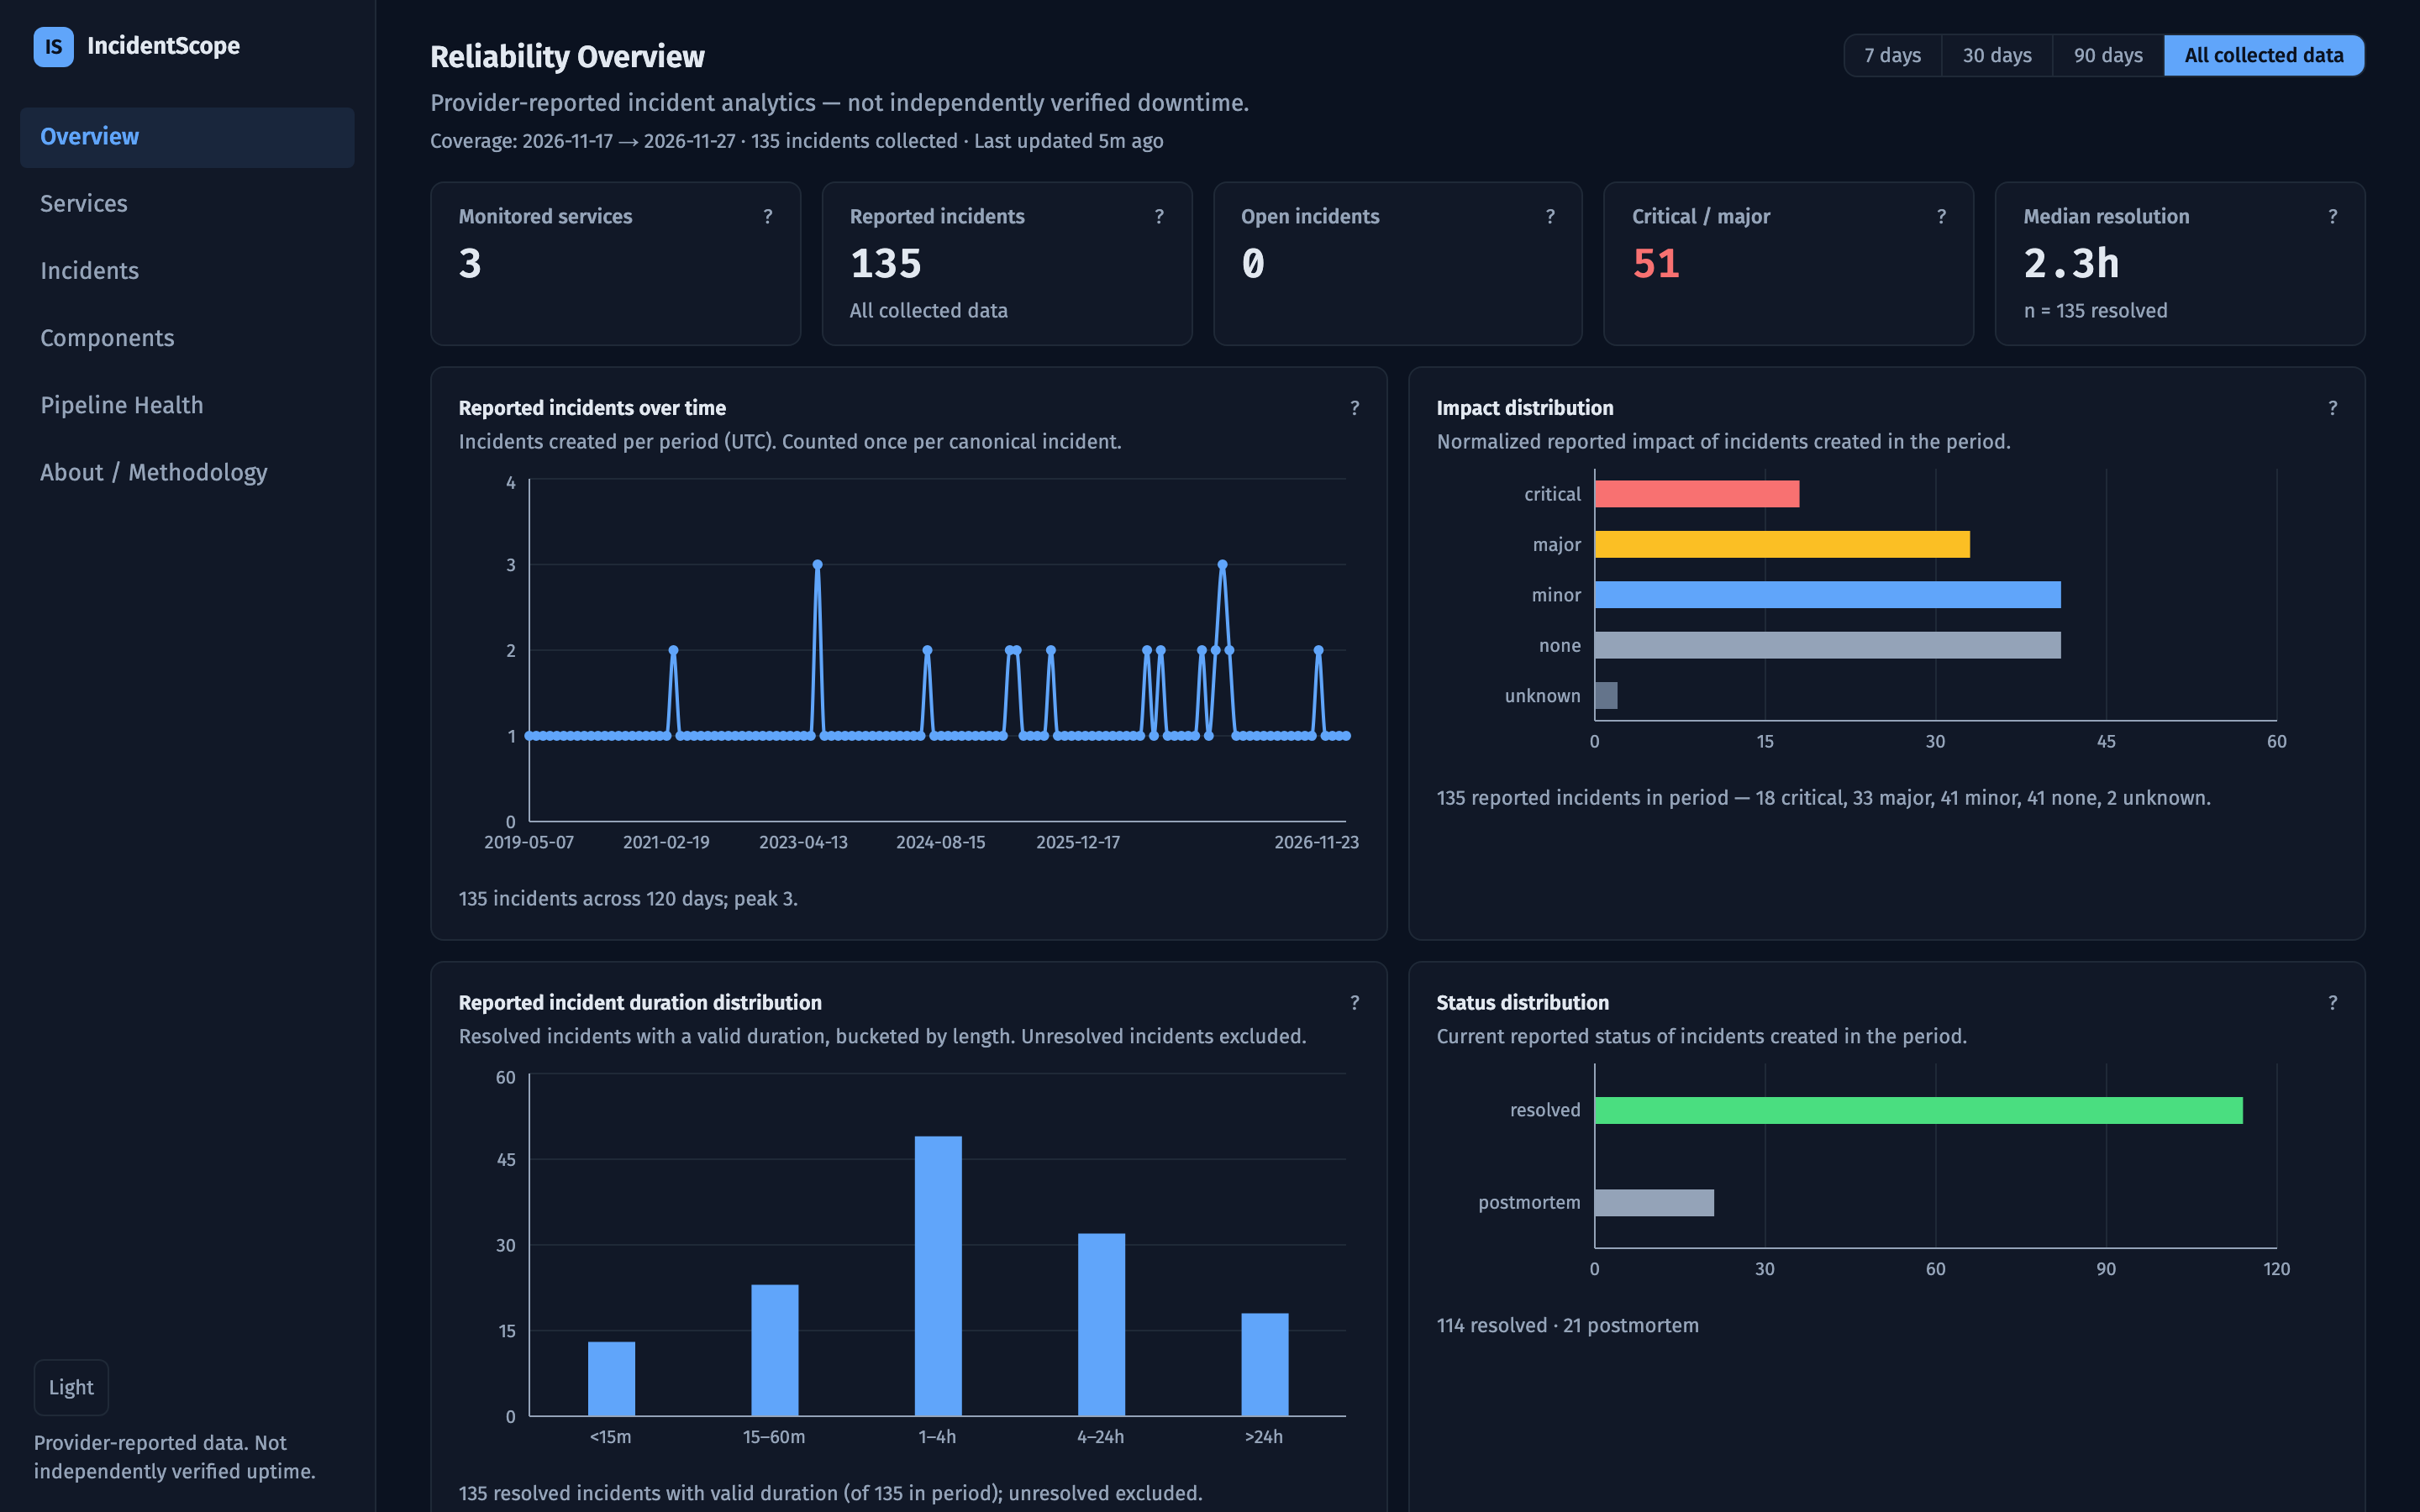 IS IncidentScope
Overview
Services
Incidents
Components
Pipeline Health
About / Methodology
Light
Provider-reported data. Not
independently verified uptime.
Reliability Overview
7 days 30 days 90 days All collected data
Provider-reported incident analytics — not independently verified downtime.
Coverage: 2026-11-17 → 2026-11-27 · 135 incidents collected · Last updated 5m ago
Monitored services ?
3
Reported incidents ?
135
All collected data
Open incidents ?
0
Critical / major ?
51
Median resolution ?
2.3h
n = 135 resolved
Reported incidents over time ?
Incidents created per period (UTC). Counted once per canonical incident.
4
3
2
1
0
2019-05-07 2021-02-19 2023-04-13 2024-08-15 2025-12-17 2026-11-23
135 incidents across 120 days; peak 3.
Impact distribution ?
Normalized reported impact of incidents created in the period.
critical
major
minor
none
unknown
0 15 30 45 60
135 reported incidents in period — 18 critical, 33 major, 41 minor, 41 none, 2 unknown.
Reported incident duration distribution ?
Resolved incidents with a valid duration, bucketed by length. Unresolved incidents excluded.
60
45
30
15
0
<15m 15–60m 1–4h 4–24h >24h
135 resolved incidents with valid duration (of 135 in period); unresolved excluded.
Status distribution ?
Current reported status of incidents created in the period.
resolved
postmortem
0 30 60 90 120
114 resolved · 21 postmortem